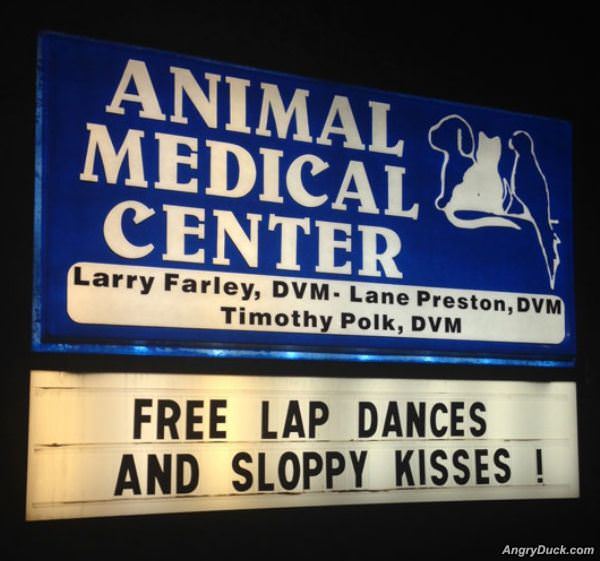 ANIMAL
MEDICAL
CENTER
Larry Farley, DVM- Lane Preston, DVM
Timothy Polk, DVM
FREE LAP DANCES
AND SLOPPY KISSES !
AngryDuck.com